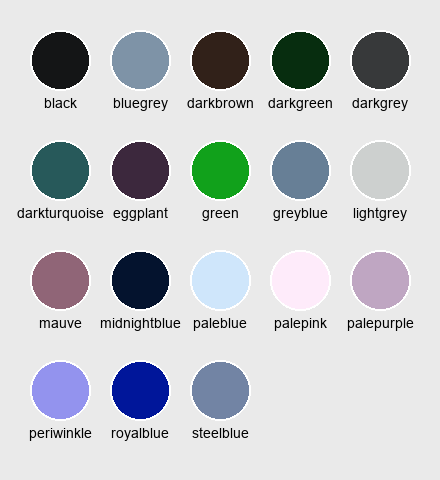 black bluegrey darkbrown darkgreen darkgrey
darkturquoise eggplant green greyblue lightgrey
mauve midnightblue paleblue palepink palepurple
periwinkle royalblue steelblue